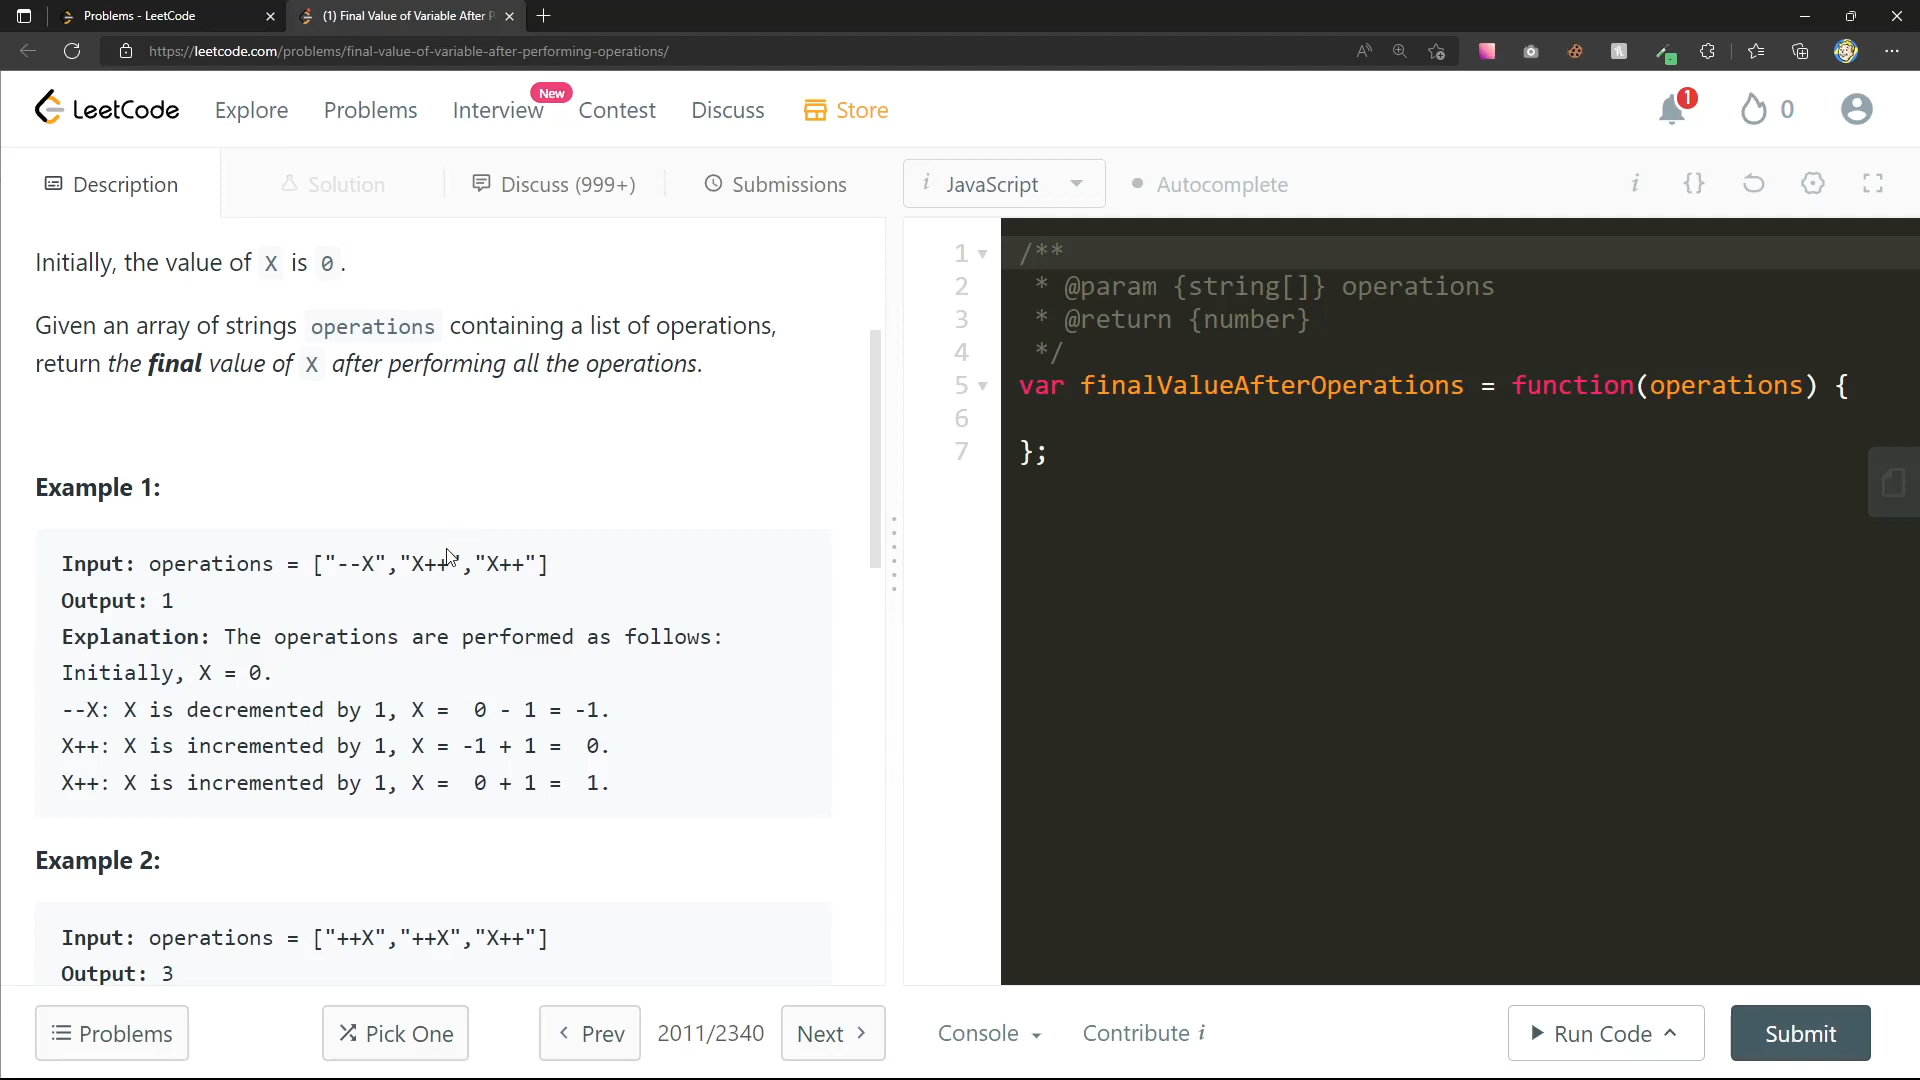 Problems - LeetCode
(1) Final Value of Variable After P
https://leetcode.com/problems/final-value-of-variable-after-performing-operations/
LeetCode
Explore
Problems
Interview
New
Contest
Discuss
Store
1
0
Description
Solution
Discuss (999+)
Submissions
i JavaScript
Autocomplete
i {}
Initially, the value of X is 0.
Given an array of strings operations containing a list of operations,
return the final value of X after performing all the operations.
Example 1:
Input: operations = ["--X","X++","X++"]
Output: 1
Explanation: The operations are performed as follows:
Initially, X = 0.
--X: X is decremented by 1, X =  0 - 1 = -1.
X++: X is incremented by 1, X = -1 + 1 =  0.
X++: X is incremented by 1, X =  0 + 1 =  1.
Example 2:
Input: operations = ["++X","++X","X++"]
Output: 3
1 /**
2  * @param {string[]} operations
3  * @return {number}
4  */
5 var finalValueAfterOperations = function(operations) {
6
7 };
Problems
Pick One
Prev
2011/2340
Next
Console
Contribute i
Run Code
Submit